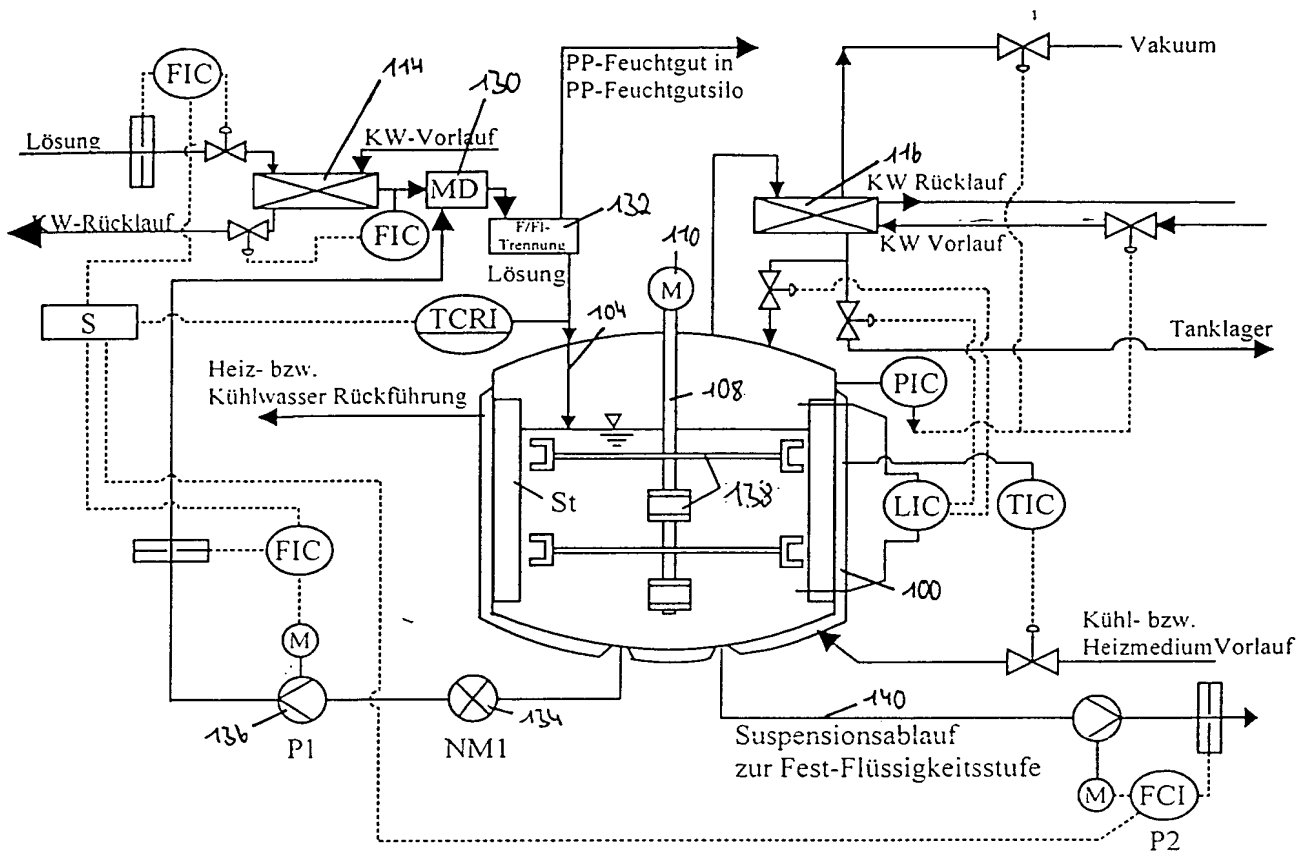 Vakuum
PP-Feuchtgut in
PP-Feuchtgutsilo
FIC
114
130
Lösung
KW-Vorlauf
MD
116
KW Rücklauf
KW-Rücklauf
FIC
132
F/Fl-
Trennung
KW Vorlauf
110
Lösung
M
S
TCRI
104
Tanklager
Heiz- bzw.
Kühlwasser Rückführung
108
PIC
138
St
LIC
TIC
FIC
100
M
Kühl- bzw.
Heizmedium Vorlauf
136
134
140
P1
NM1
Suspensionsablauf
zur Fest-Flüssigkeitsstufe
M
FCI
P2